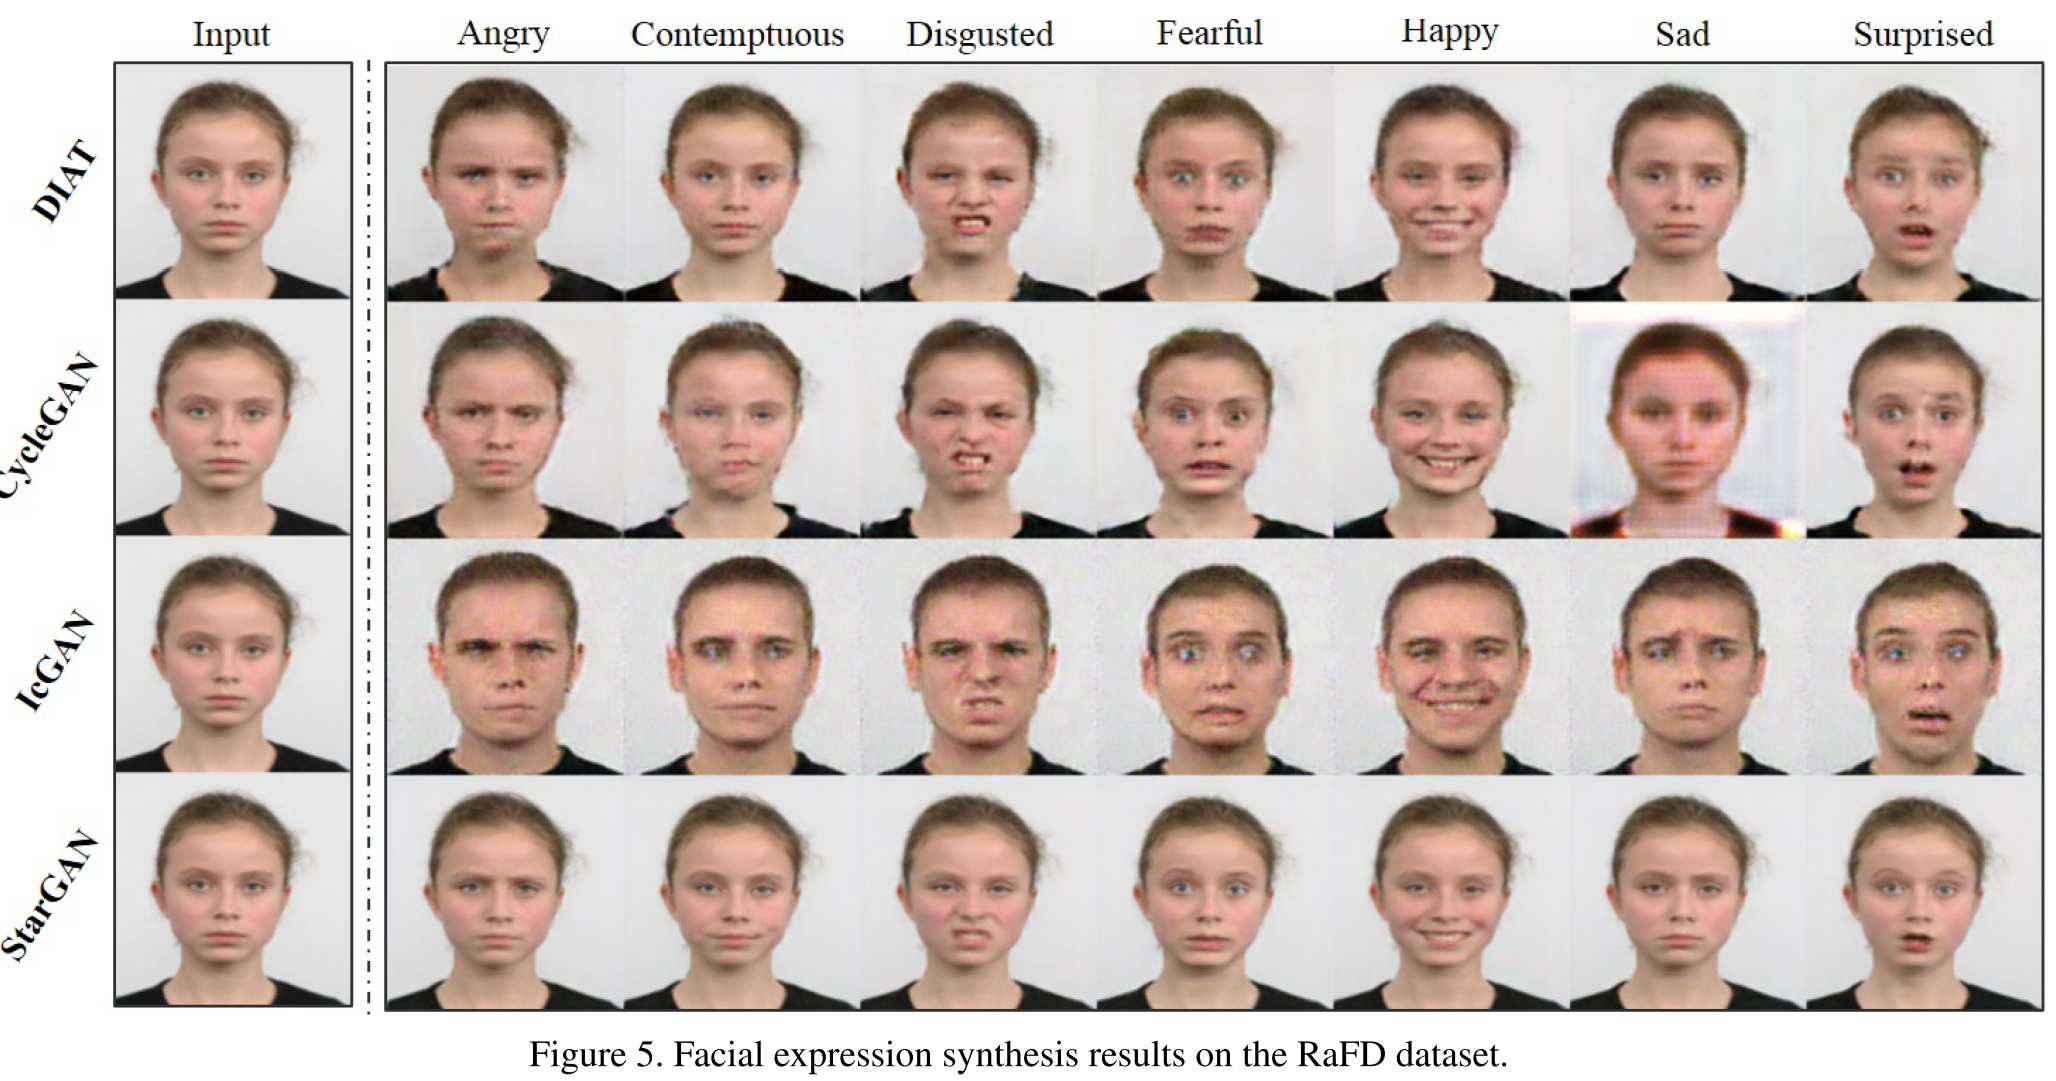 Input Angry Contemptuous Disgusted Fearful Happy Sad Surprised
DIAT
CycleGAN
IcGAN
StarGAN
Figure 5. Facial expression synthesis results on the RaFD dataset.